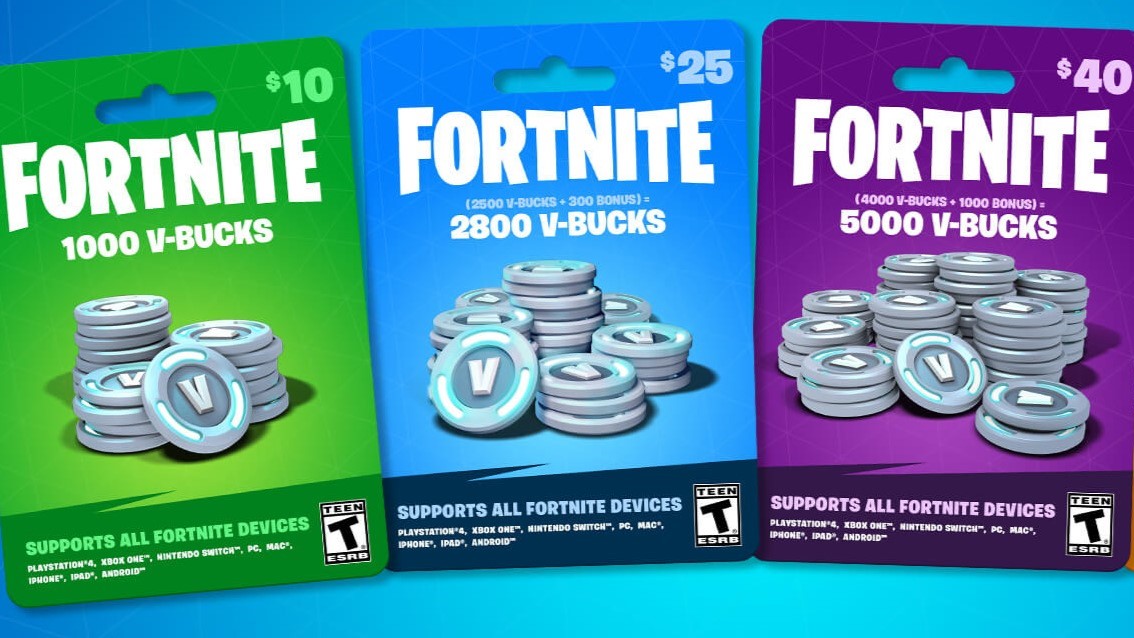 $10
FORTNITE
1000 V-BUCKS
SUPPORTS ALL FORTNITE DEVICES
PLAYSTATION®4, XBOX ONE™, NINTENDO SWITCH™, PC, MAC®,
IPHONE®, IPAD®, ANDROID™
TEEN
T
ESRB
$25
FORTNITE
(2500 V-BUCKS + 300 BONUS) =
2800 V-BUCKS
V
SUPPORTS ALL FORTNITE DEVICES
PLAYSTATION®4, XBOX ONE™, NINTENDO SWITCH™, PC, MAC®,
IPHONE®, IPAD®, ANDROID™
TEEN
T
ESRB
$40
FORTNITE
(4000 V-BUCKS + 1000 BONUS) =
5000 V-BUCKS
V
SUPPORTS ALL FORTNITE DEVICES
PLAYSTATION®4, XBOX ONE™, NINTENDO SWITCH™, PC, MAC®,
IPHONE®, IPAD®, ANDROID™
TEEN
T
ESRB